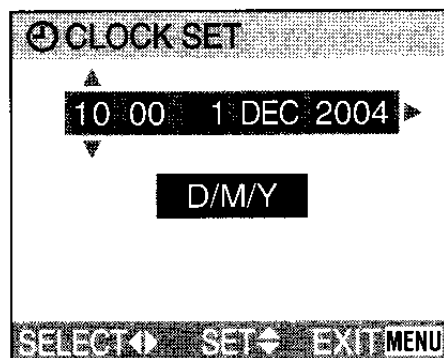 CLOCK SET
10 00 1 DEC 2004
D/M/Y
SELECT SET EXIT MENU